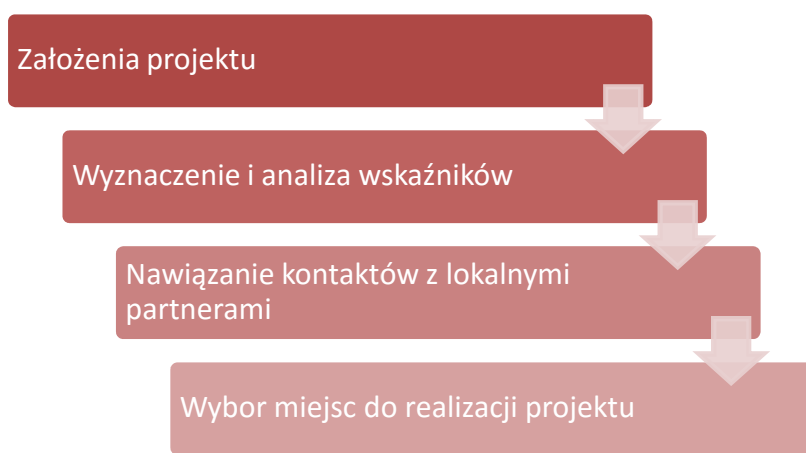 Założenia projektu
Wyznaczenie i analiza wskaźników
Nawiązanie kontaktów z lokalnymi
partnerami
Wybor miejsc do realizacji projektu